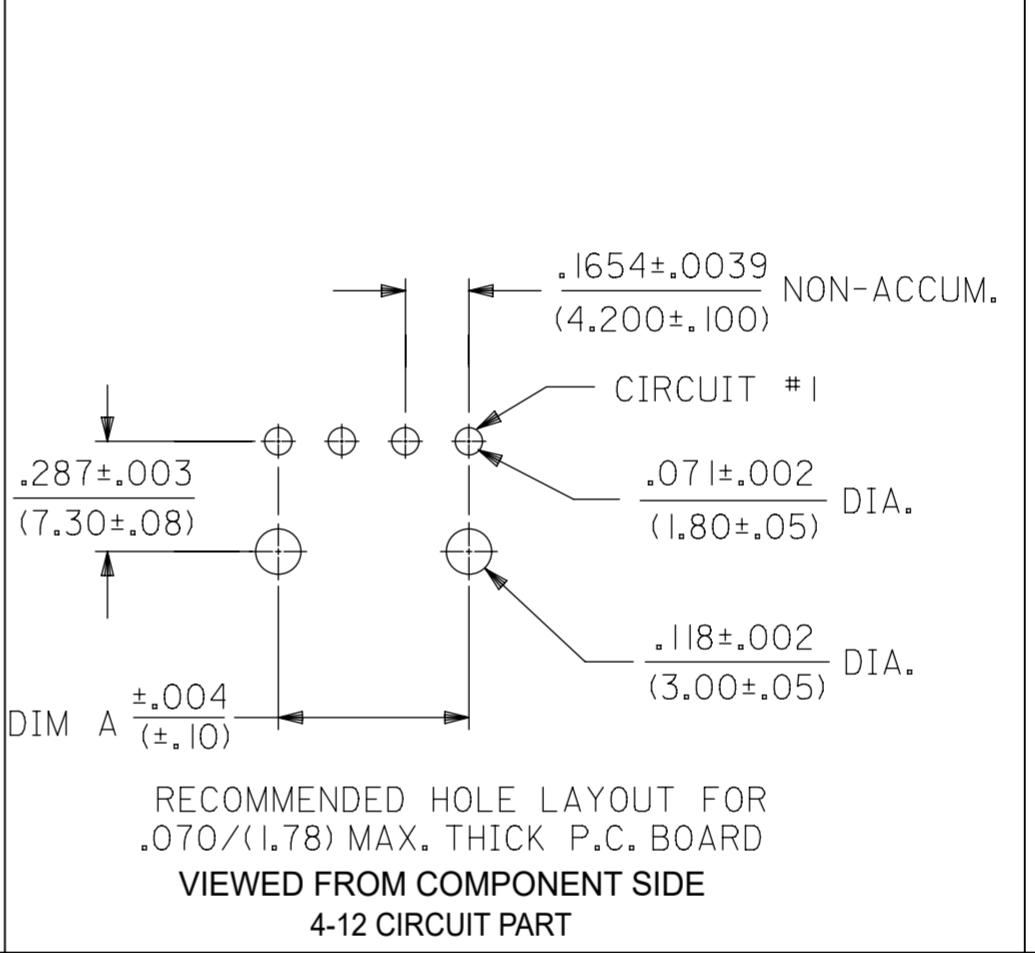 .1654±.0039 NON-ACCUM.
(4.200±.100)
CIRCUIT #1
.287±.003
(7.30±.08)
.071±.002 DIA.
(1.80±.05)
.118±.002 DIA.
(3.00±.05)
DIM A ±.004
(±.10)
RECOMMENDED HOLE LAYOUT FOR
.070/(1.78) MAX. THICK P.C. BOARD
VIEWED FROM COMPONENT SIDE
4-12 CIRCUIT PART